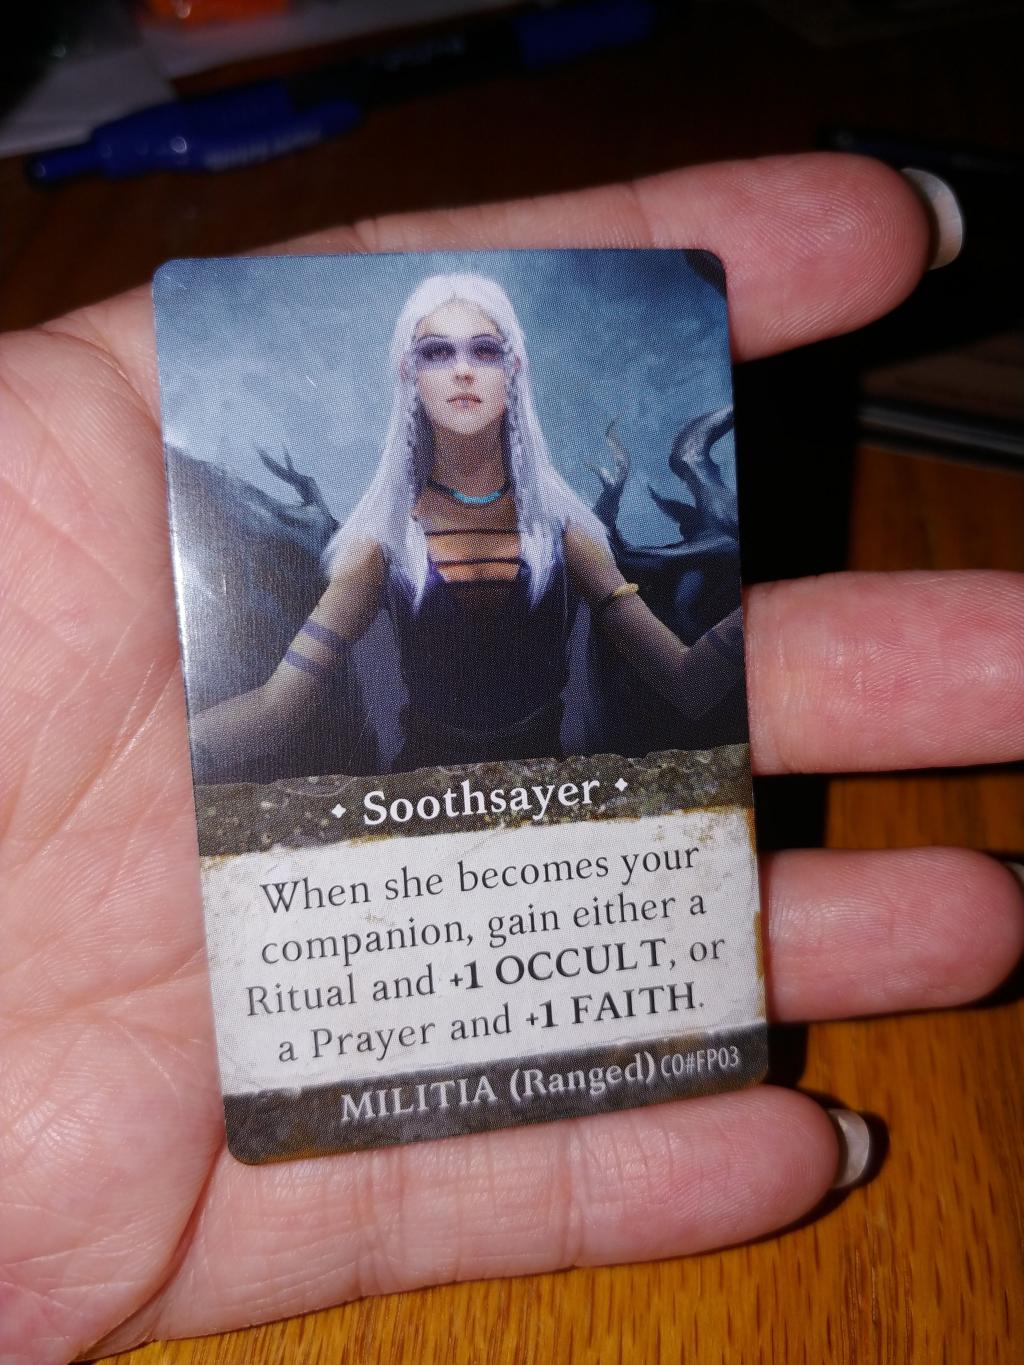 Soothsayer
When she becomes your
companion, gain either a
Ritual and +1 OCCULT, or
a Prayer and +1 FAITH.
MILITIA (Ranged) CO#FP03